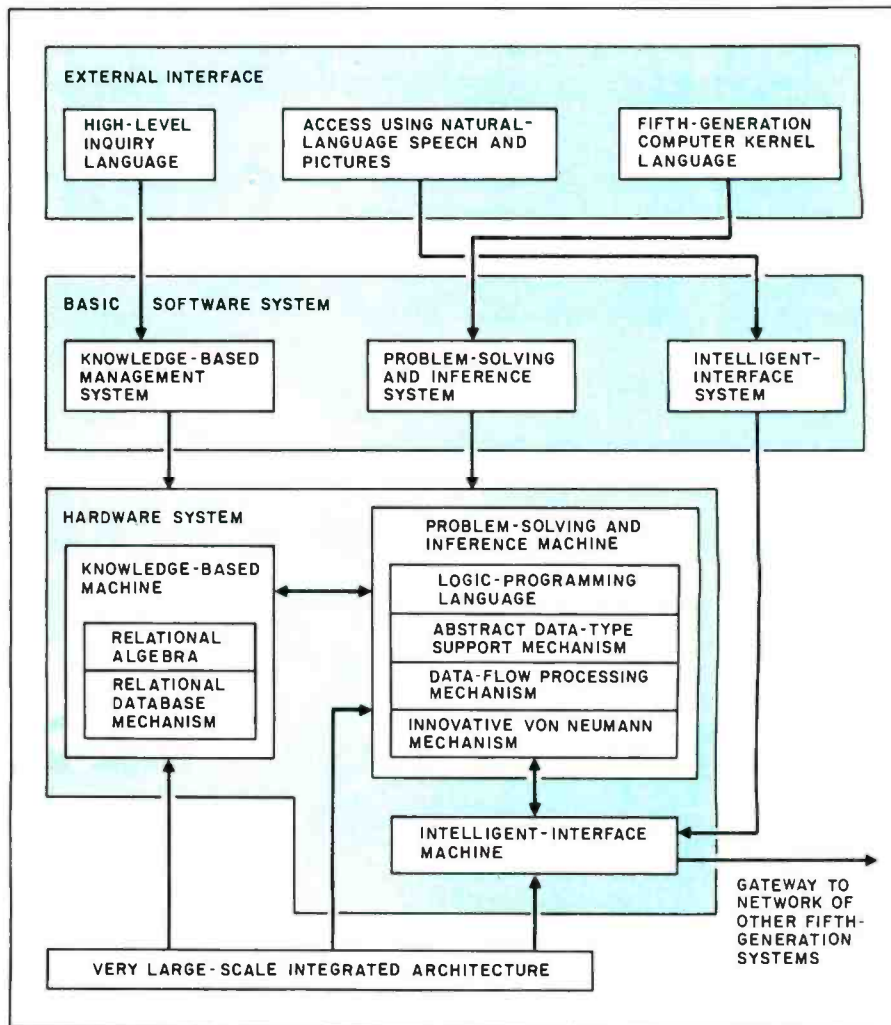 EXTERNAL INTERFACE
HIGH-LEVEL
INQUIRY
LANGUAGE
ACCESS USING NATURAL-
LANGUAGE SPEECH AND
PICTURES
FIFTH-GENERATION
COMPUTER KERNEL
LANGUAGE
BASIC SOFTWARE SYSTEM
KNOWLEDGE-BASED
MANAGEMENT
SYSTEM
PROBLEM-SOLVING
AND INFERENCE
SYSTEM
INTELLIGENT-
INTERFACE
SYSTEM
HARDWARE SYSTEM
KNOWLEDGE-BASED
MACHINE
RELATIONAL
ALGEBRA
RELATIONAL
DATABASE
MECHANISM
PROBLEM-SOLVING AND
INFERENCE MACHINE
LOGIC-PROGRAMMING
LANGUAGE
ABSTRACT DATA-TYPE
SUPPORT MECHANISM
DATA-FLOW PROCESSING
MECHANISM
INNOVATIVE VON NEUMANN
MECHANISM
INTELLIGENT-INTERFACE
MACHINE
GATEWAY TO
NETWORK OF
OTHER FIFTH-
GENERATION
SYSTEMS
VERY LARGE-SCALE INTEGRATED ARCHITECTURE